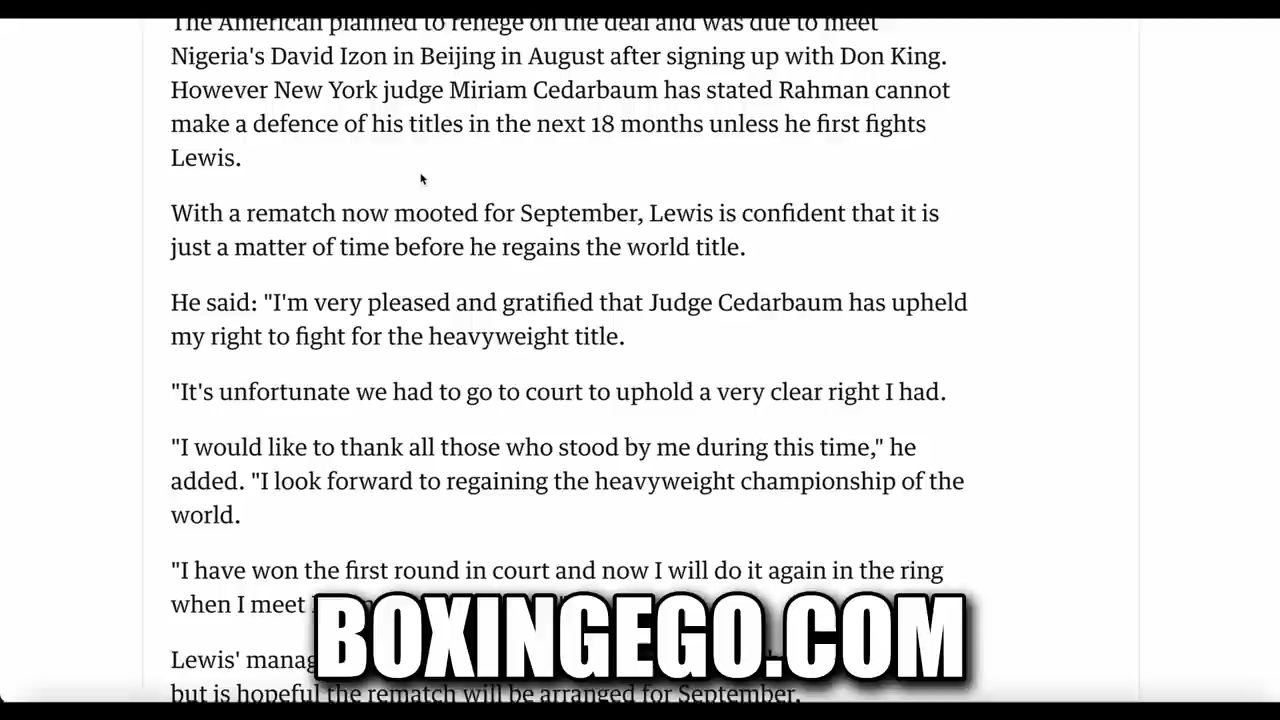 The American planned to renege on the deal and was due to meet
Nigeria's David Izon in Beijing in August after signing up with Don King.
However New York judge Miriam Cedarbaum has stated Rahman cannot
make a defence of his titles in the next 18 months unless he first fights
Lewis.
With a rematch now mooted for September, Lewis is confident that it is
just a matter of time before he regains the world title.
He said: "I'm very pleased and gratified that Judge Cedarbaum has upheld
my right to fight for the heavyweight title.
"It's unfortunate we had to go to court to uphold a very clear right I had.
"I would like to thank all those who stood by me during this time," he
added. "I look forward to regaining the heavyweight championship of the
world.
"I have won the first round in court and now I will do it again in the ring
when I meet
Lewis' manag
but is hopeful the rematch will be arranged for September.
BOXINGEGO.COM